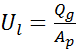 U_l = Q_g / A_p